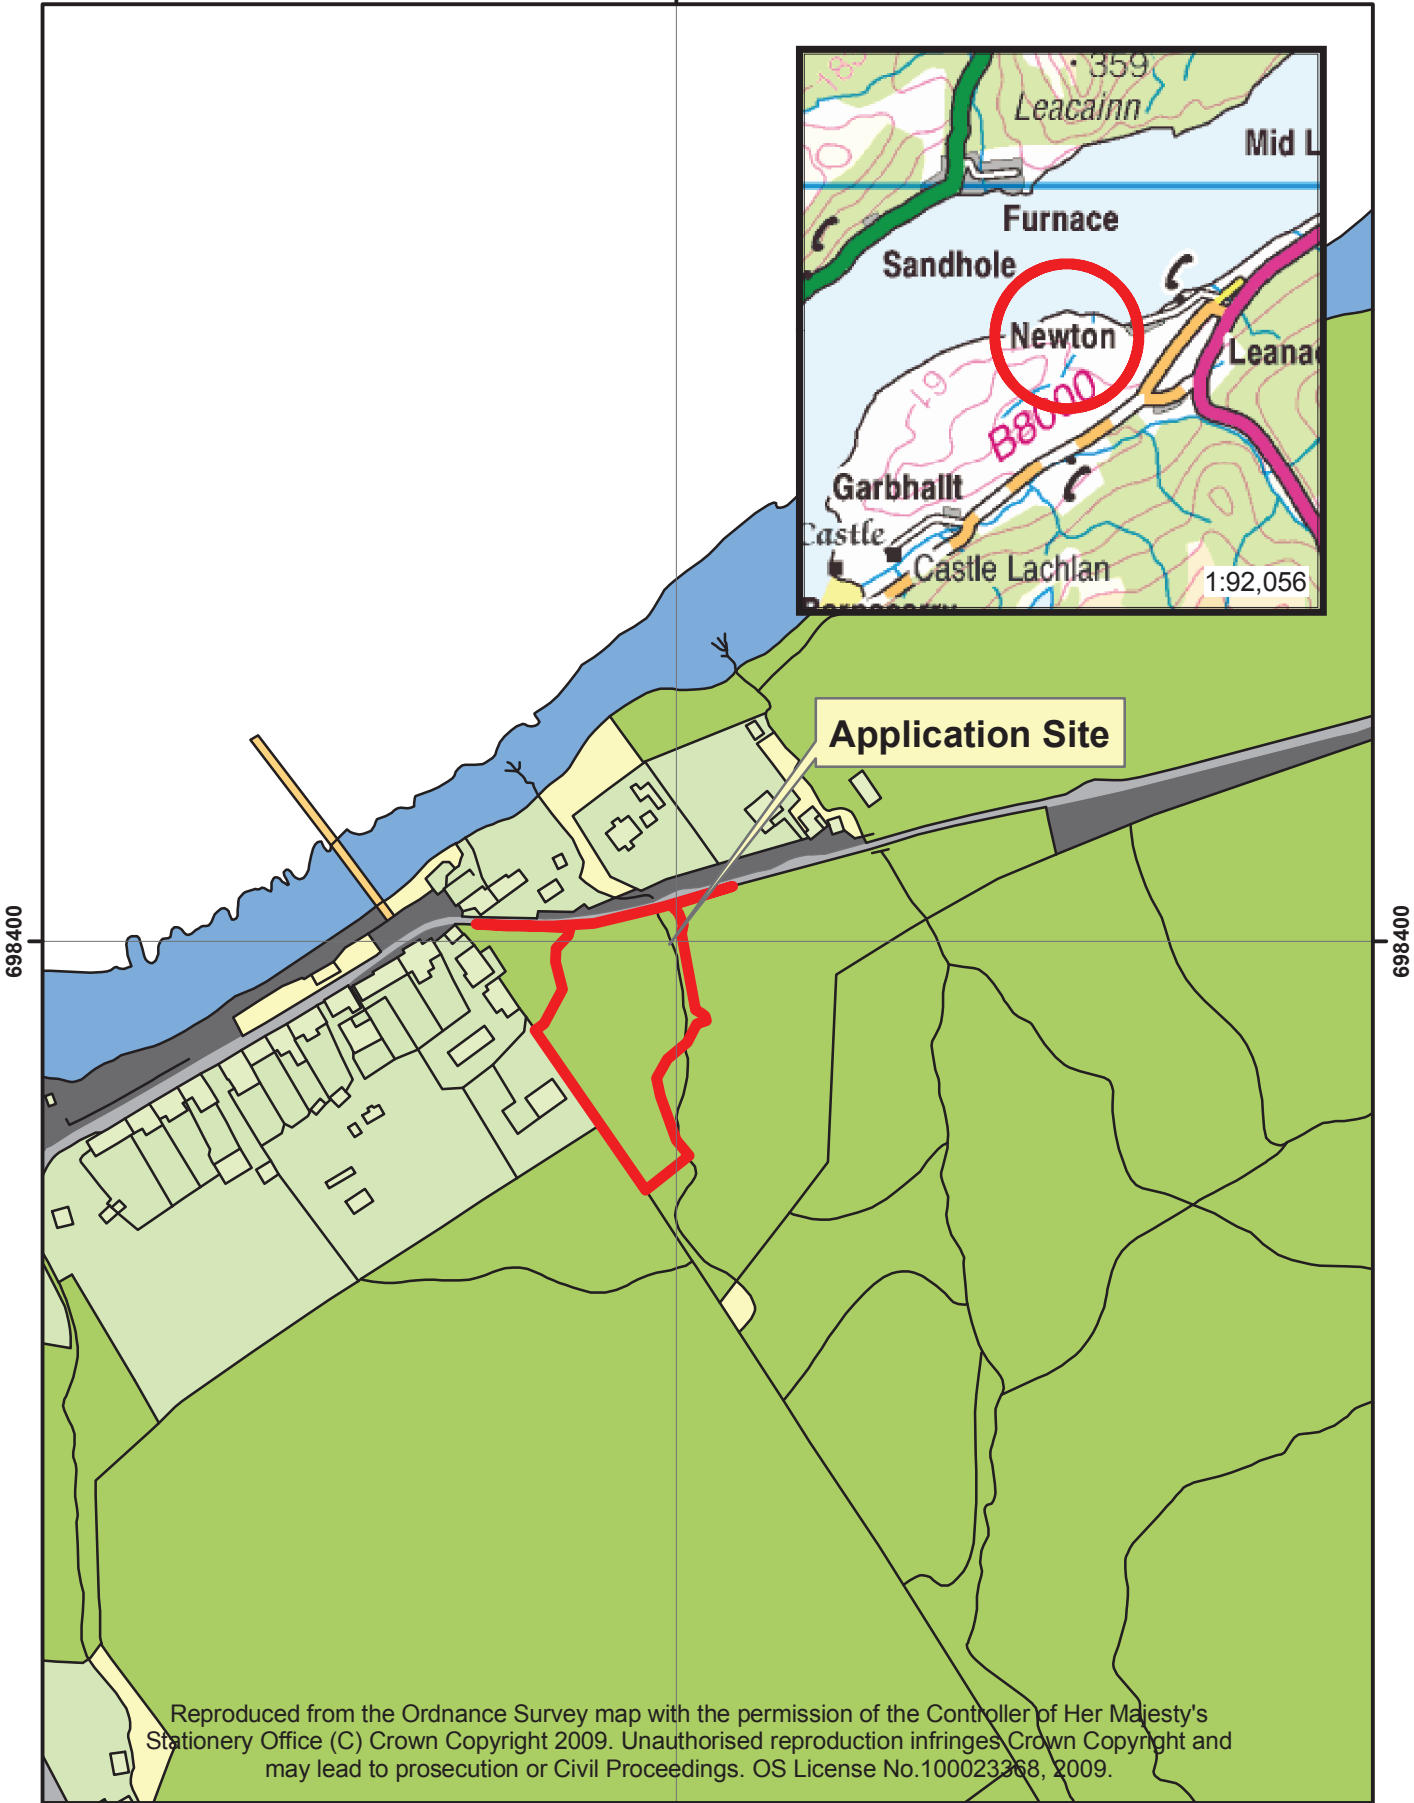 183
359
Leacainn
Mid L
Furnace
Sandhole
Newton
Leana
61
B8000
Garbhallt
Castle
Castle Lachlan
1:92,056
Application Site
698400
698400
Reproduced from the Ordnance Survey map with the permission of the Controller of Her Majesty's
Stationery Office (C) Crown Copyright 2009. Unauthorised reproduction infringes Crown Copyright and
may lead to prosecution or Civil Proceedings. OS License No.100023368, 2009.